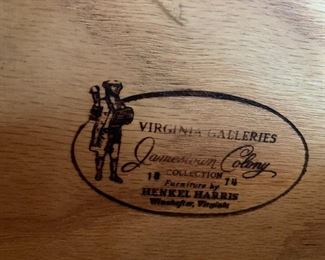 VIRGINIA GALLERIES
Jamestown Colony
COLLECTION
19 74
Furniture by
HENKEL HARRIS
Winchester, Virginia